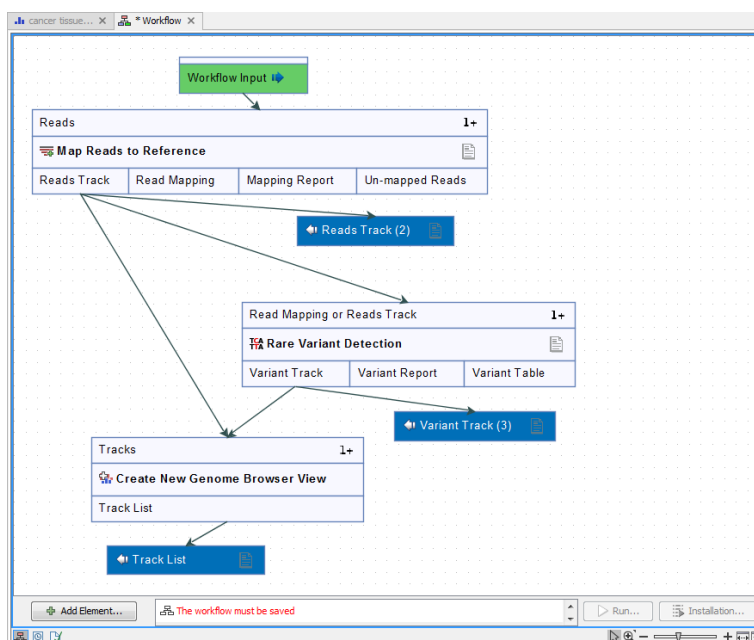 cancer tissue...
* Workflow
Workflow Input
Reads 1+
Map Reads to Reference
Reads Track Read Mapping Mapping Report Un-mapped Reads
Reads Track (2)
Read Mapping or Reads Track 1+
TCA TTA Rare Variant Detection
Variant Track Variant Report Variant Table
Variant Track (3)
Tracks 1+
Create New Genome Browser View
Track List
Track List
Add Element... The workflow must be saved Run... Installation...